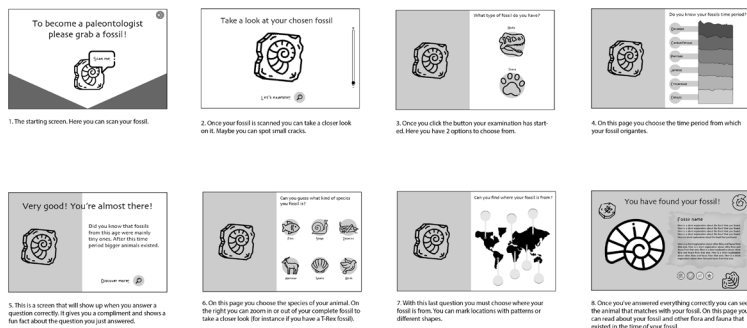 To become a paleontologist
please grab a fossil!
Scan me
1. The starting screen. Here you can scan your fossil.
Take a look at your chosen fossil
Let's examine!
2. Once your fossil is scanned you can take a closer look
on it. Maybe you can spot small cracks.
What type of fossil do you have?
3. Once you click the button your examination has start-
ed. Here you have 2 options to choose from.
Do you know your fossils time period?
4. On this page you choose the time period from which
your fossil origantes.
Very good! You're almost there!
Did you know that fossils
from this age were mainly
tiny ones. After this time
period bigger animals existed.
Discover more
5. This is a screen that will show up when you answer a
question correctly. It gives you a compliment and shows a
fun fact about the question you just answered.
Can you guess what kind of species
you fossil is?
6. On this page you choose the species of your animal. On
the right you can zoom in or out of your complete fossil to
take a closer look (for instance if you have a T-Rex fossil).
Can you find where your fossil is from?
7. With this last question you must choose where your
fossil is from. You can mark locations with patterns or
different shapes.
You have found your fossil!
Fossil name
8. Once you've answered everything correctly you can see
the animal that matches with your fossil. On this page you
can read about your fossil and other flora and fauna that
existed in the time of your fossil.